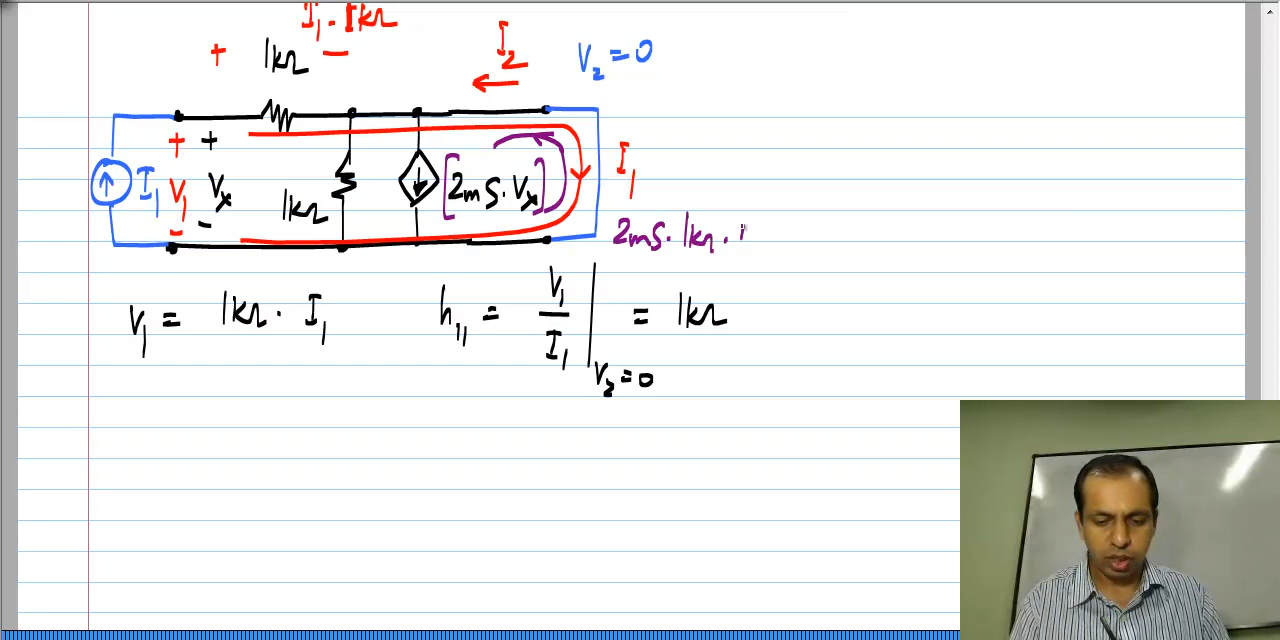 I₁ · 1kΩ
+ 1kΩ −
I₂
V₂ = 0
+ +
I₁ V₁ Vx 1kΩ [2mS · Vx] I₁
− −
2mS · 1kΩ ·
V₁ = 1kΩ · I₁ h₁₁ = V₁ / I₁ | V₂ = 0 = 1kΩ